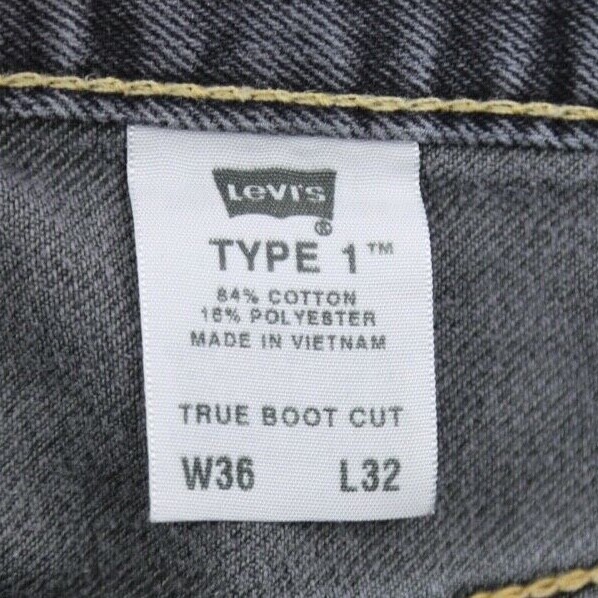 Levi's
®
TYPE 1™
84% COTTON
16% POLYESTER
MADE IN VIETNAM
TRUE BOOT CUT
W36 L32